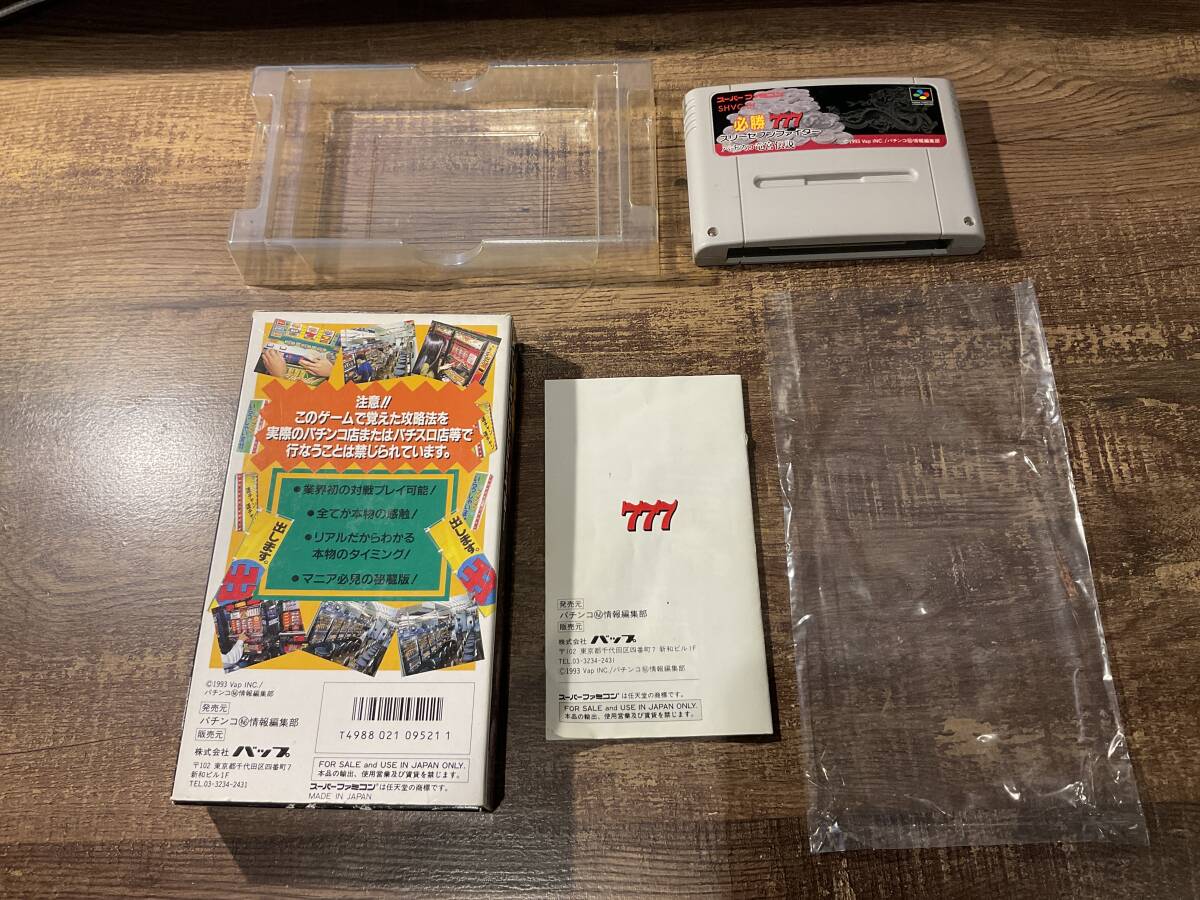 スーパーファミコン
SHVC-
必勝777
スリーセブンファイター
パチスロ竜宮伝説
©1993 Vap INC./パチンコ㊙情報編集部
注意!!
このゲームで覚えた攻略法を
実際のパチンコ店またはパチスロ店等で
行なうことは禁じられています。
●業界初の対戦プレイ可能!
●全てが本物の感触!
●リアルだからわかる
本物のタイミング!
●マニア必見の秘蔵版!
出します。
出します。
©1993 Vap INC./
パチンコ㊙情報編集部
発売元
パチンコ㊙情報編集部
販売元
株式会社 バップ
〒102 東京都千代田区四番町7
新和ビル1F
TEL.03-3234-2431
T4988 021 09521 1
FOR SALE and USE IN JAPAN ONLY.
本品の輸出、使用営業及び賃貸を禁じます。
スーパーファミコン®は任天堂の商標です。
MADE IN JAPAN
777
発売元
パチンコ㊙情報編集部
販売元
株式会社 バップ
〒102 東京都千代田区四番町7 新和ビル1F
TEL.03-3234-2431
©1993 Vap INC./パチンコ㊙情報編集部
スーパーファミコン®は任天堂の商標です。
FOR SALE and USE IN JAPAN ONLY.
本品の輸出、使用営業及び賃貸を禁じます。